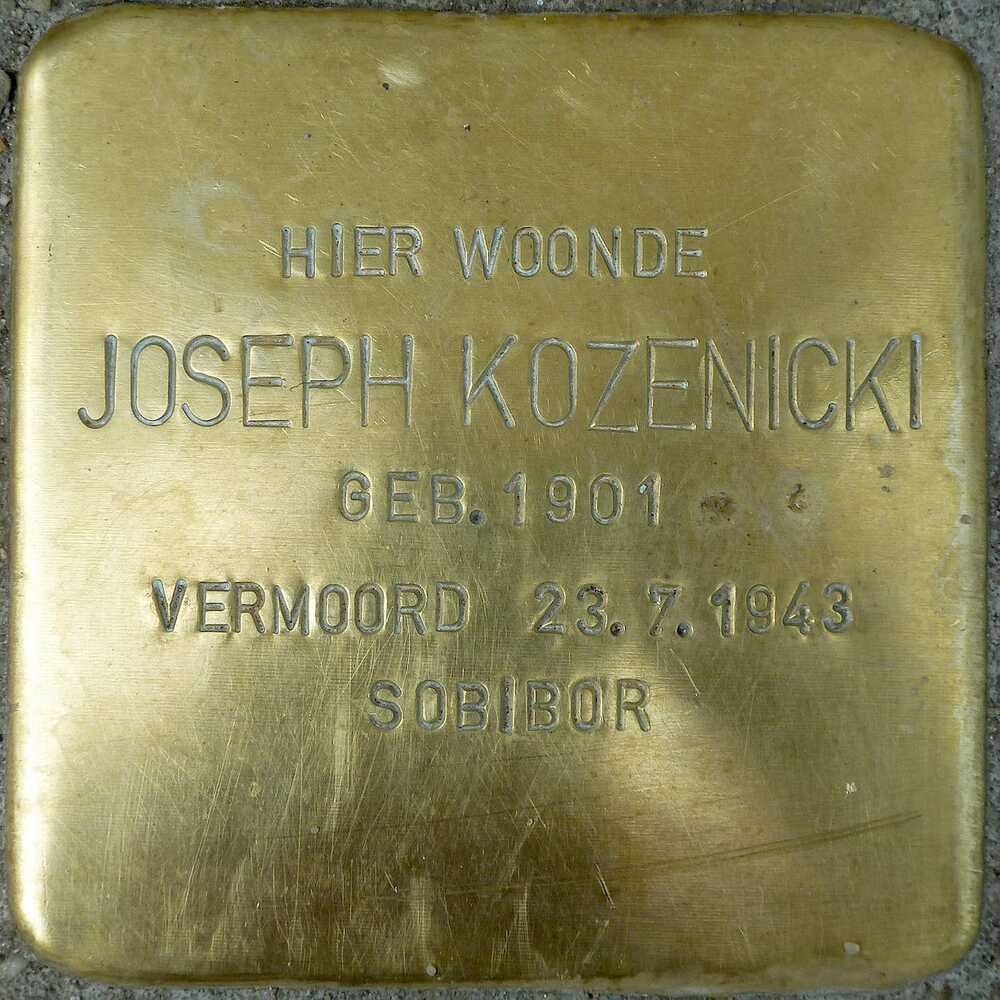 HIER WOONDE
JOSEPH KOZENICKI
GEB. 1901
VERMOORD 23.7.1943
SOBIBOR